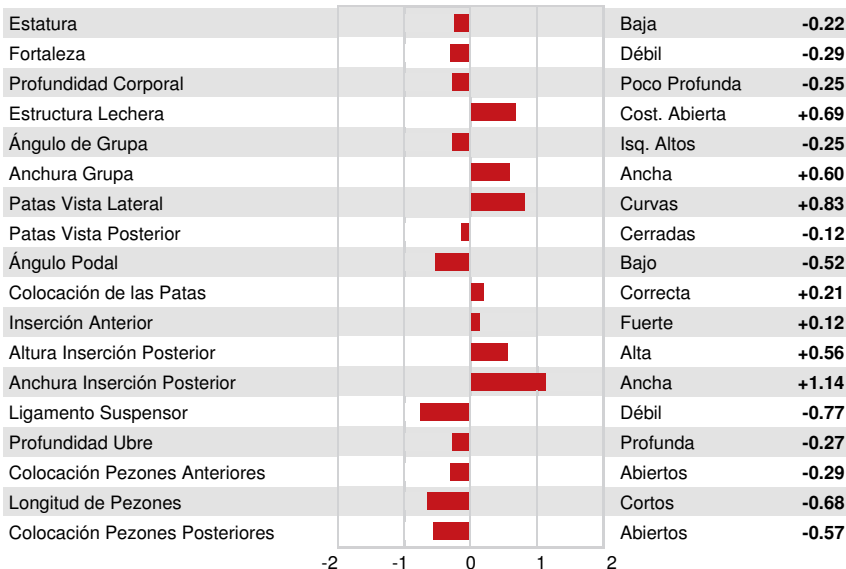 Estatura Baja -0.22
Fortaleza Débil -0.29
Profundidad Corporal Poco Profunda -0.25
Estructura Lechera Cost. Abierta +0.69
Ángulo de Grupa Isq. Altos -0.25
Anchura Grupa Ancha +0.60
Patas Vista Lateral Curvas +0.83
Patas Vista Posterior Cerradas -0.12
Ángulo Podal Bajo -0.52
Colocación de las Patas Correcta +0.21
Inserción Anterior Fuerte +0.12
Altura Inserción Posterior Alta +0.56
Anchura Inserción Posterior Ancha +1.14
Ligamento Suspensor Débil -0.77
Profundidad Ubre Profunda -0.27
Colocación Pezones Anteriores Abiertos -0.29
Longitud de Pezones Cortos -0.68
Colocación Pezones Posteriores Abiertos -0.57
-2 -1 0 1 2